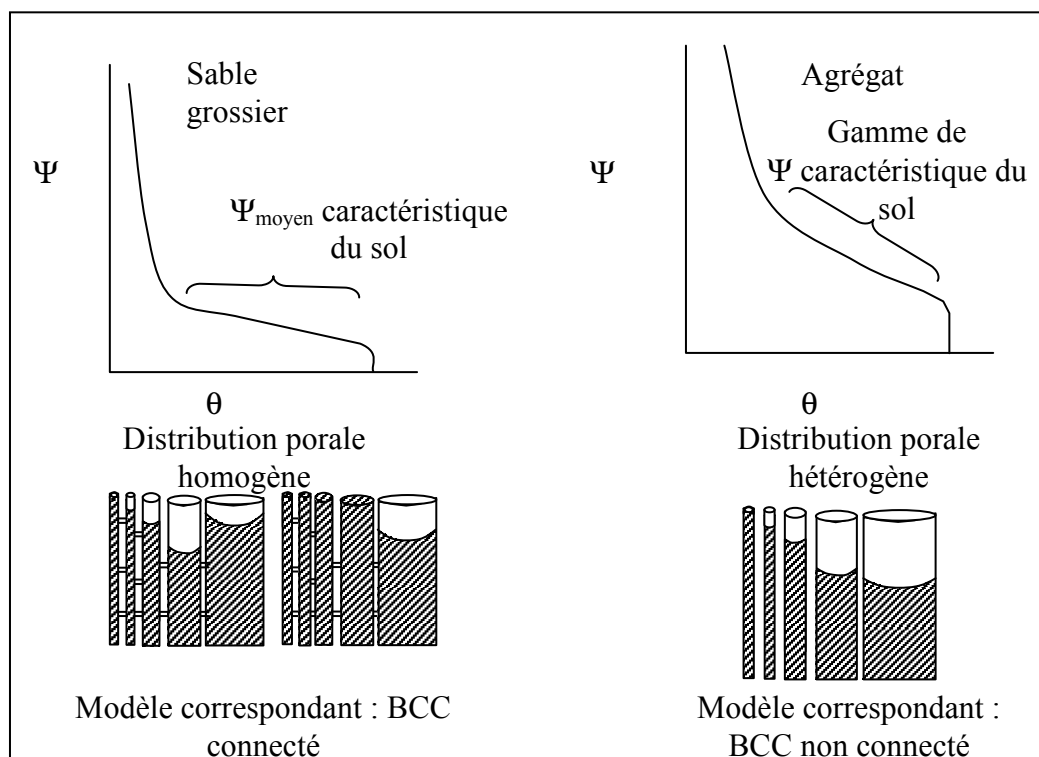 Sable
grossier
Ψ
Ψmoyen caractéristique
du sol
θ
Distribution porale
homogène
Modèle correspondant : BCC
connecté
Agrégat
Gamme de
Ψ
Ψ caractéristique du
sol
θ
Distribution porale
hétérogène
Modèle correspondant :
BCC non connecté